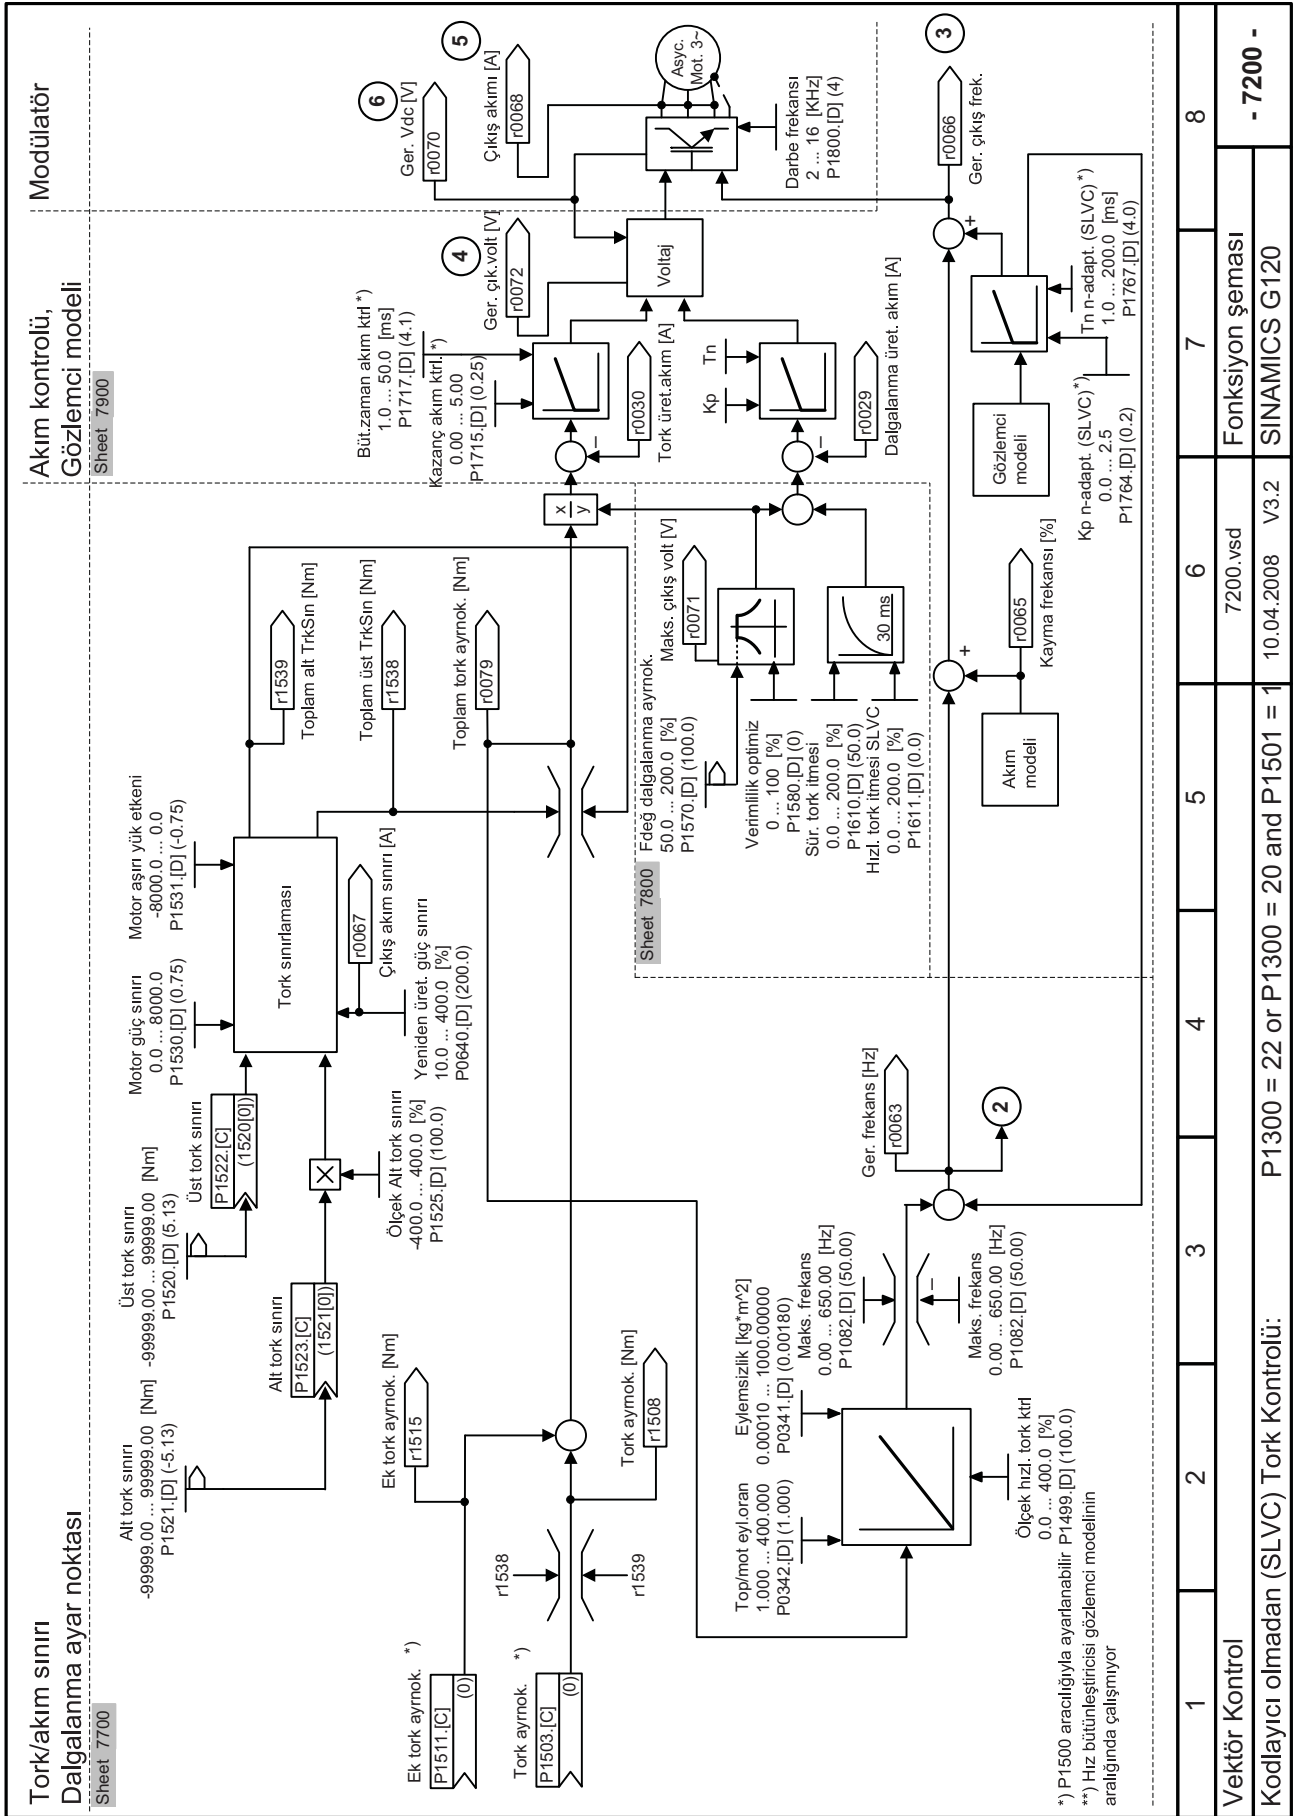 Tork/akım sınırı
Dalgalanma ayar noktası
Sheet 7700
Akım kontrolü,
Gözlemci modeli
Sheet 7900
Modülatör
Alt tork sınırı
-99999.00 ... 99999.00 [Nm]
P1521.[D] (-5.13)
Üst tork sınırı
-99999.00 ... 99999.00 [Nm]
P1520.[D] (5.13)
Alt tork sınırı
P1523.[C]
(1521[0])
Üst tork sınırı
P1522.[C]
(1520[0])
Ölçek Alt tork sınırı
-400.0 ... 400.0 [%]
P1525.[D] (100.0)
Motor güç sınırı
0.0 ... 8000.0
P1530.[D] (0.75)
Motor aşırı yük etkeni
-8000.0 ... 0.0
P1531.[D] (-0.75)
Tork sınırlaması
r0067
Çıkış akım sınırı [A]
Yeniden üret. güç sınırı
10.0 ... 400.0 [%]
P0640.[D] (200.0)
r1539
Toplam alt TrkSın [Nm]
Toplam üst TrkSın [Nm]
r1538
Toplam tork ayrnok. [Nm]
r0079
Ek tork ayrnok. *)
P1511.[C]
(0)
Tork ayrnok. *)
P1503.[C]
(0)
r1538
r1539
Ek tork ayrnok. [Nm]
r1515
Tork aymok. [Nm]
r1508
x
y
Büt.zaman akım ktrl *)
1.0 ... 50.0 [ms]
P1717.[D] (4.1)
Kazanç akım ktrl. *)
0.00 ... 5.00
P1715.[D] (0.25)
–
r0030
Tork üret.akım [A]
4
Ger. çık.volt [V]
r0072
Voltaj
6
Ger. Vdc [V]
r0070
5
Çıkış akımı [A]
r0068
Asyc.
Mot. 3~
Darbe frekansı
2 ... 16 [KHz]
P1800.[D] (4)
Kp
Tn
–
r0029
Dalgalanma üret. akım [A]
Sheet 7800
Fdeğ dalgalanma ayrnok.
50.0 ... 200.0 [%]
P1570.[D] (100.0)
Maks. çıkış volt [V]
r0071
Verimlilik optimiz
0 ... 100 [%]
P1580.[D] (0)
Sür. tork itmesi
0.0 ... 200.0 [%]
P1610.[D] (50.0)
Hızl. tork itmesi SLVC
0.0 ... 200.0 [%]
P1611.[D] (0.0)
30 ms
Top/mot eyl.oran
1.000 ... 400.000
P0342.[D] (1.000)
Eylemsizlik [kg*m^2]
0.00010 ... 1000.00000
P0341.[D] (0.00180)
Ölçek hızl. tork ktrl
0.0 ... 400.0 [%]
P1499.[D] (100.0)
Maks. frekans
0.00 ... 650.00 [Hz]
P1082.[D] (50.00)
–
Maks. frekans
0.00 ... 650.00 [Hz]
P1082.[D] (50.00)
Ger. frekans [Hz]
r0063
2
Akım
modeli
+
r0065
Kayma frekansı [%]
Gözlemci
modeli
Kp n-adapt. (SLVC) *)
0.0 ... 2.5
P1764.[D] (0.2)
Tn n-adapt. (SLVC) *)
1.0 ... 200.0 [ms]
P1767.[D] (4.0)
+
3
r0066
Ger. çıkış frek.
*) P1500 aracılığıyla ayarlanabilir
**) Hız bütünleştiricisi gözlemci modelinin
aralığında çalışmıyor
1 2 3 4 5 6 7 8
Vektör Kontrol
7200.vsd
Fonksiyon şeması
- 7200 -
Kodlayıcı olmadan (SLVC) Tork Kontrolü:
P1300 = 22 or P1300 = 20 and P1501 = 1
10.04.2008 V3.2
SINAMICS G120